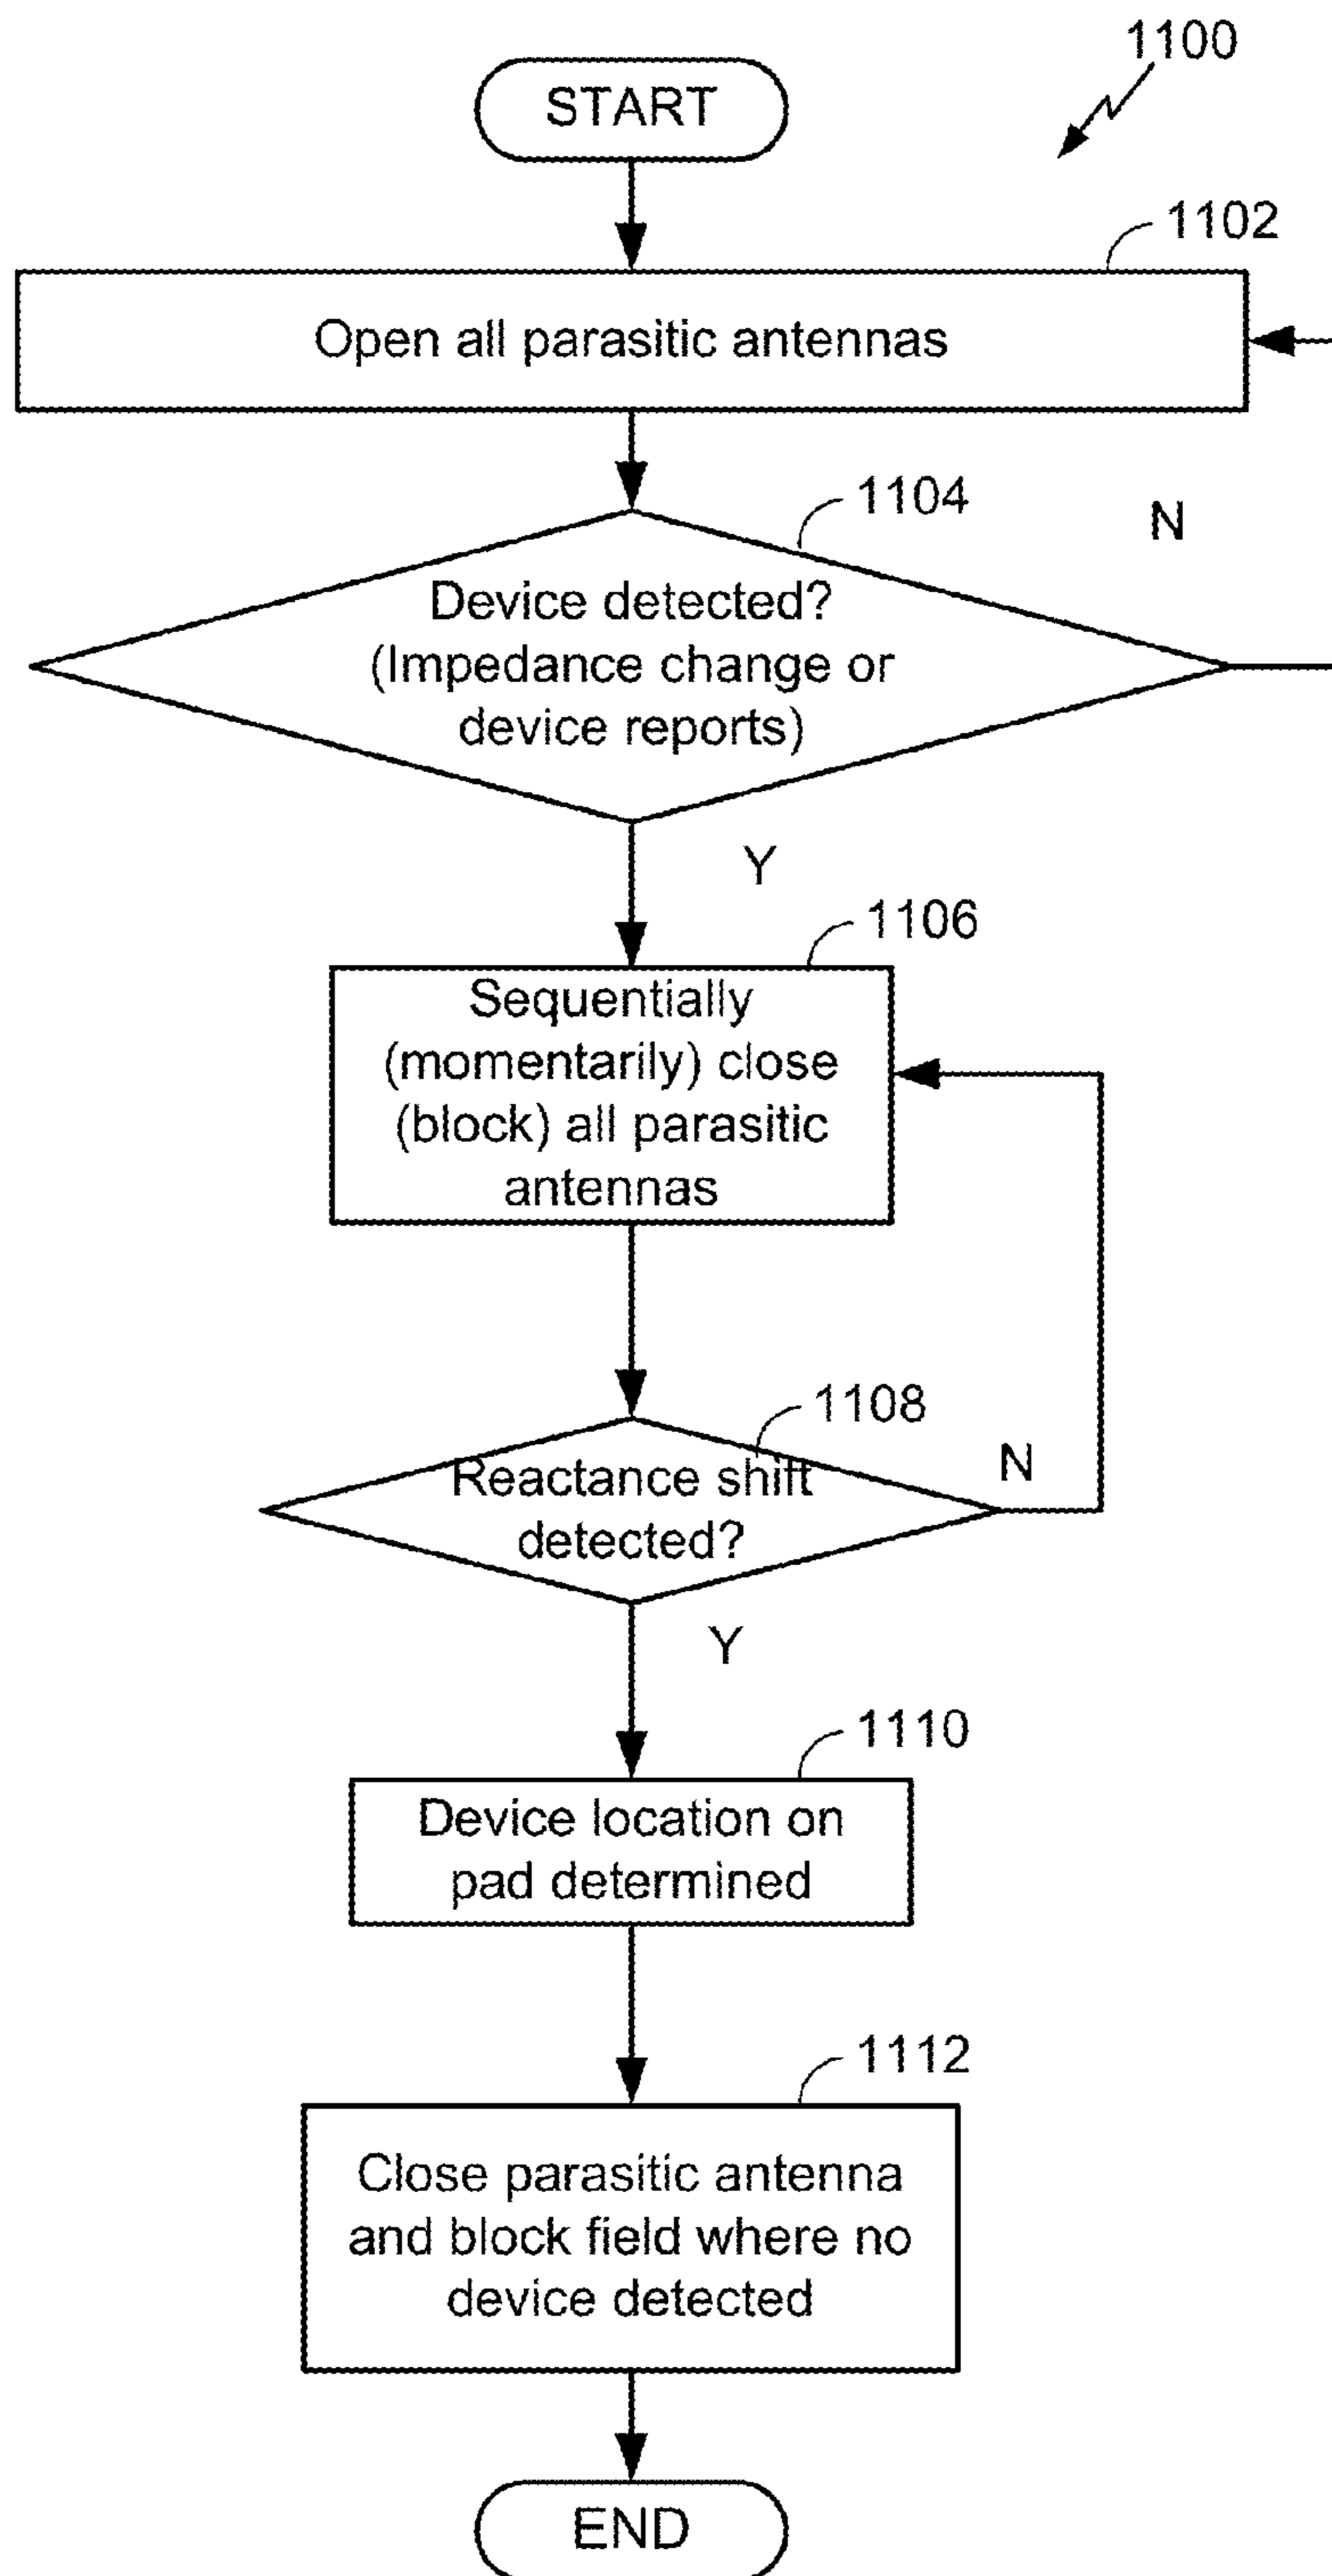 1100
START
1102
Open all parasitic antennas
1104
N
Device detected?
(Impedance change or
device reports)
Y
1106
Sequentially
(momentarily) close
(block) all parasitic
antennas
1108
N
Reactance shift
detected?
Y
1110
Device location on
pad determined
1112
Close parasitic antenna
and block field where no
device detected
END